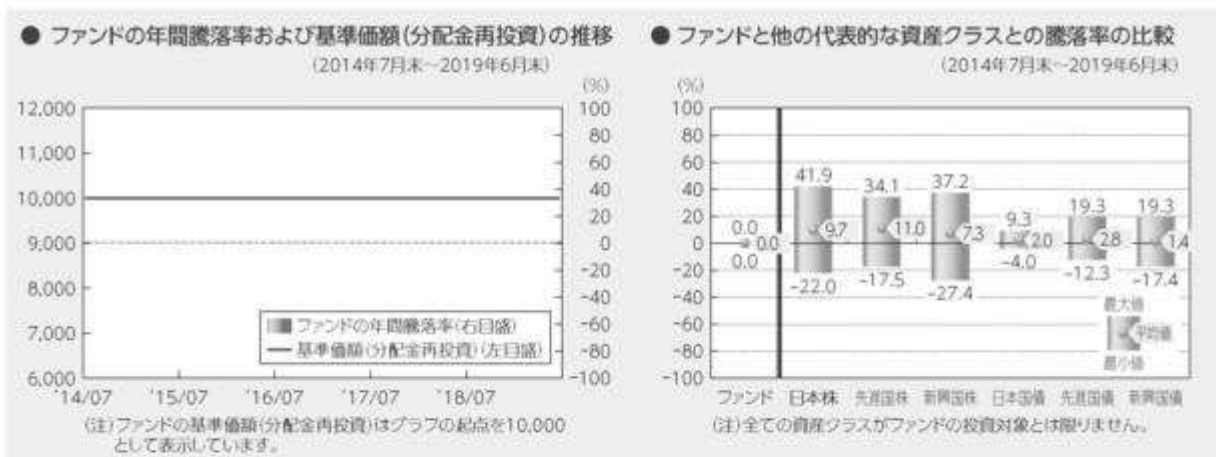 ● ファンドの年間騰落率および基準価額(分配金再投資)の推移
(2014年7月末～2019年6月末)
(%)
12,000
11,000
10,000
9,000
8,000
7,000
6,000
100
80
60
40
20
0
-20
-40
-60
-80
-100
ファンドの年間騰落率(右目盛)
基準価額(分配金再投資)(左目盛)
'14/07 '15/07 '16/07 '17/07 '18/07
(注)ファンドの基準価額(分配金再投資)はグラフの起点を10,000
として表示しています。
● ファンドと他の代表的な資産クラスとの騰落率の比較
(2014年7月末～2019年6月末)
(%)
100
80
60
40
20
0
-20
-40
-60
-80
-100
41.9 34.1 37.2 9.3 19.3 19.3
0.0 0.0 9.7 11.0 7.3 2.0 2.8 1.4
0.0 -22.0 -17.5 -27.4 -4.0 -12.3 -17.4
最大値
平均値
最小値
ファンド 日本株 先進国株 新興国株 日本国債 先進国債 新興国債
(注)全ての資産クラスがファンドの投資対象とは限りません。